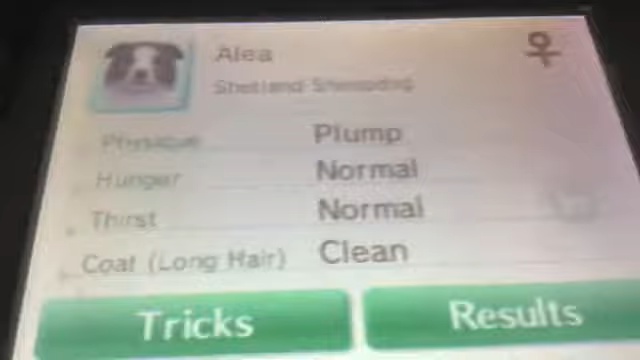 Alea
Shetland Sheepdog
Physique Plump
Hunger Normal
Thirst Normal
Coat (Long Hair) Clean
Tricks Results